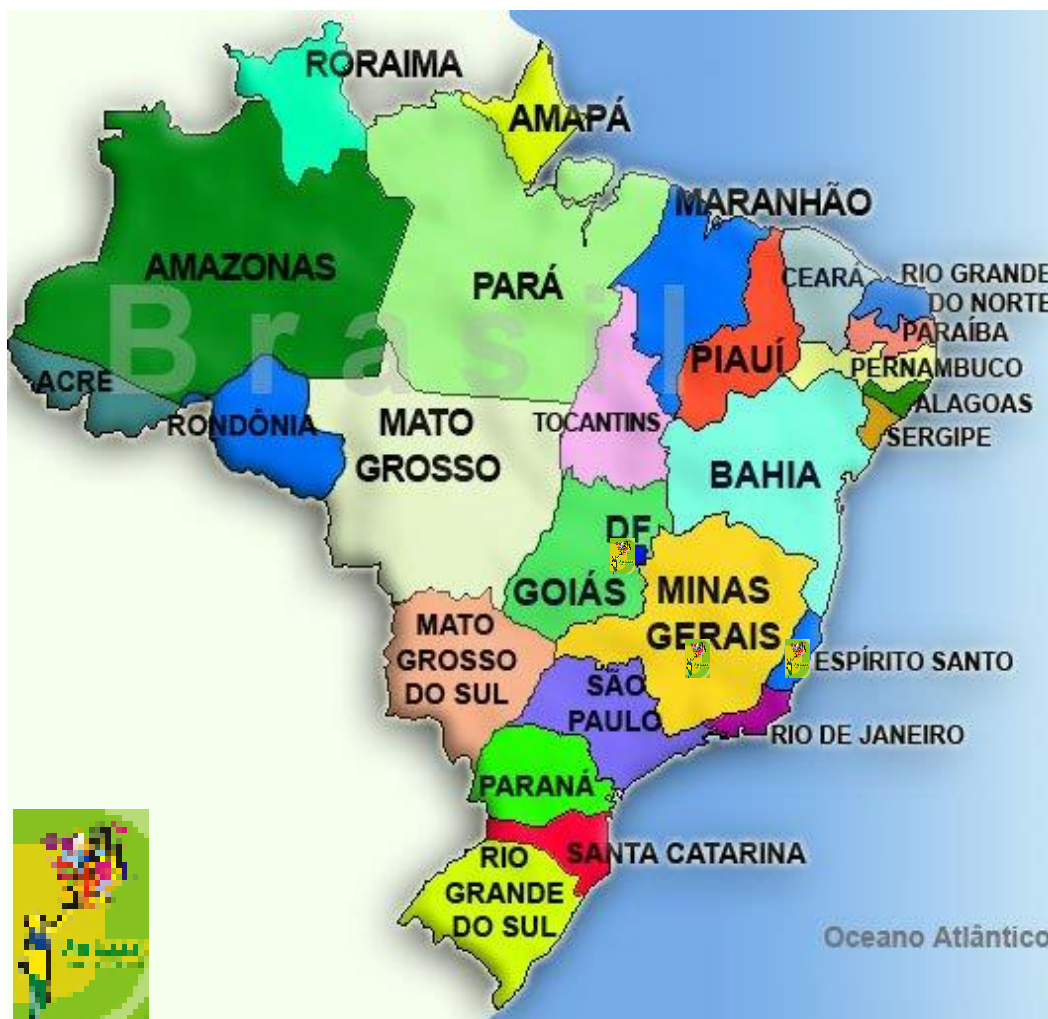 RORAIMA
AMAPÁ
MARANHÃO
AMAZONAS
PARÁ
CEARÁ
RIO GRANDE
DO NORTE
Brasil
PARAÍBA
PIAUÍ
PERNAMBUCO
ACRE
ALAGOAS
RONDÔNIA
MATO
GROSSO
TOCANTINS
SERGIPE
BAHIA
DF
GOIÁS
MINAS
GERAIS
MATO
GROSSO
DO SUL
ESPÍRITO SANTO
SÃO
PAULO
RIO DE JANEIRO
PARANÁ
SANTA CATARINA
RIO
GRANDE
DO SUL
Oceano Atlântico